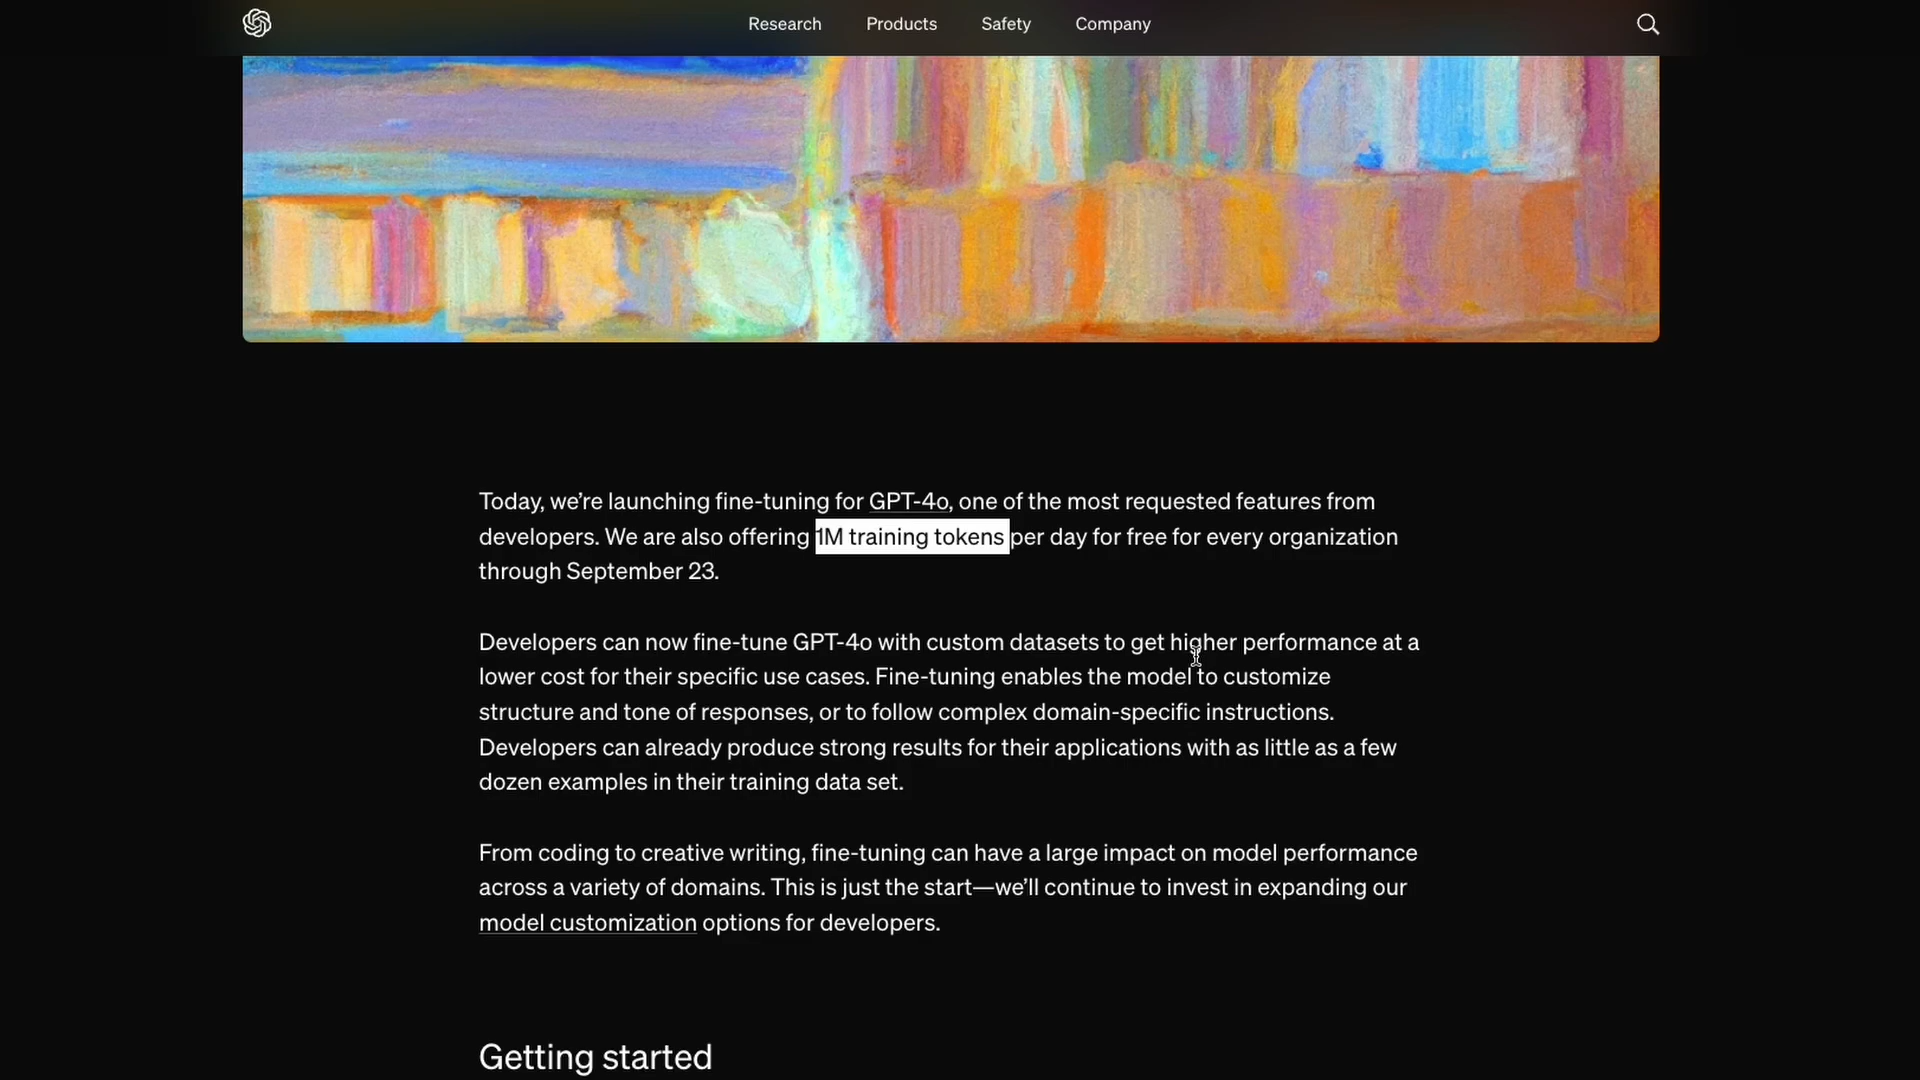 Research Products Safety Company
Today, we’re launching fine-tuning for GPT-4o, one of the most requested features from
developers. We are also offering 1M training tokens per day for free for every organization
through September 23.
Developers can now fine-tune GPT-4o with custom datasets to get higher performance at a
lower cost for their specific use cases. Fine-tuning enables the model to customize
structure and tone of responses, or to follow complex domain-specific instructions.
Developers can already produce strong results for their applications with as little as a few
dozen examples in their training data set.
From coding to creative writing, fine-tuning can have a large impact on model performance
across a variety of domains. This is just the start—we’ll continue to invest in expanding our
model customization options for developers.
Getting started